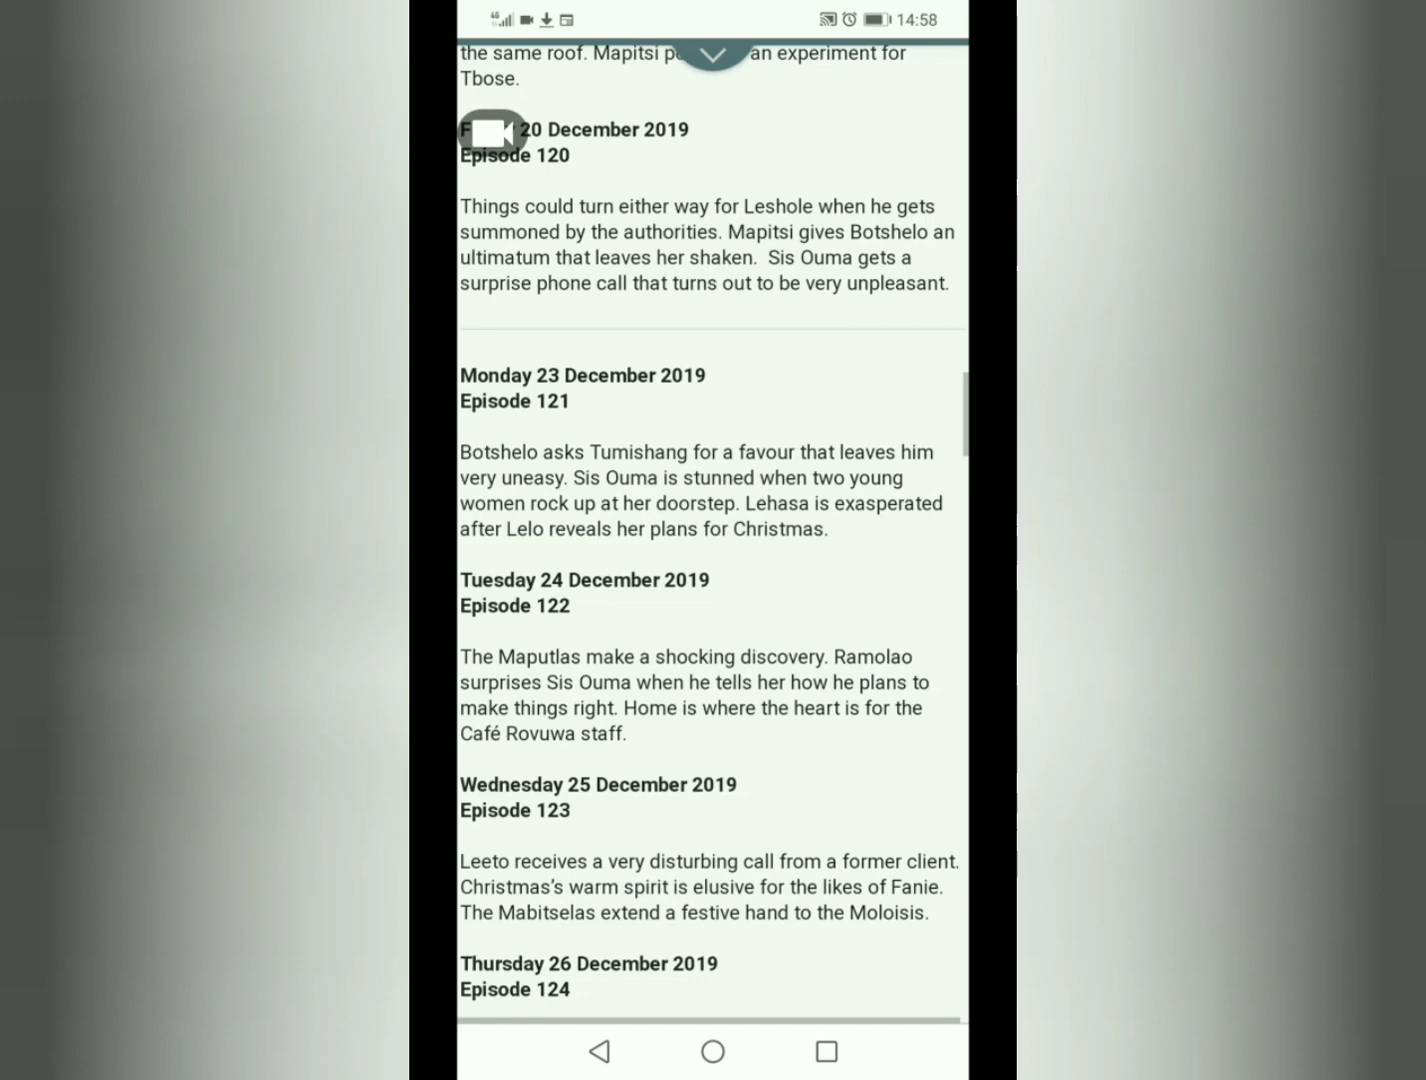 4G
14:58
the same roof. Mapitsi an experiment for
Tbose.
20 December 2019
Episode 120
Things could turn either way for Leshole when he gets
summoned by the authorities. Mapitsi gives Botshelo an
ultimatum that leaves her shaken. Sis Ouma gets a
surprise phone call that turns out to be very unpleasant.
Monday 23 December 2019
Episode 121
Botshelo asks Tumishang for a favour that leaves him
very uneasy. Sis Ouma is stunned when two young
women rock up at her doorstep. Lehasa is exasperated
after Lelo reveals her plans for Christmas.
Tuesday 24 December 2019
Episode 122
The Maputlas make a shocking discovery. Ramolao
surprises Sis Ouma when he tells her how he plans to
make things right. Home is where the heart is for the
Café Rovuwa staff.
Wednesday 25 December 2019
Episode 123
Leeto receives a very disturbing call from a former client.
Christmas’s warm spirit is elusive for the likes of Fanie.
The Mabitselas extend a festive hand to the Moloisis.
Thursday 26 December 2019
Episode 124